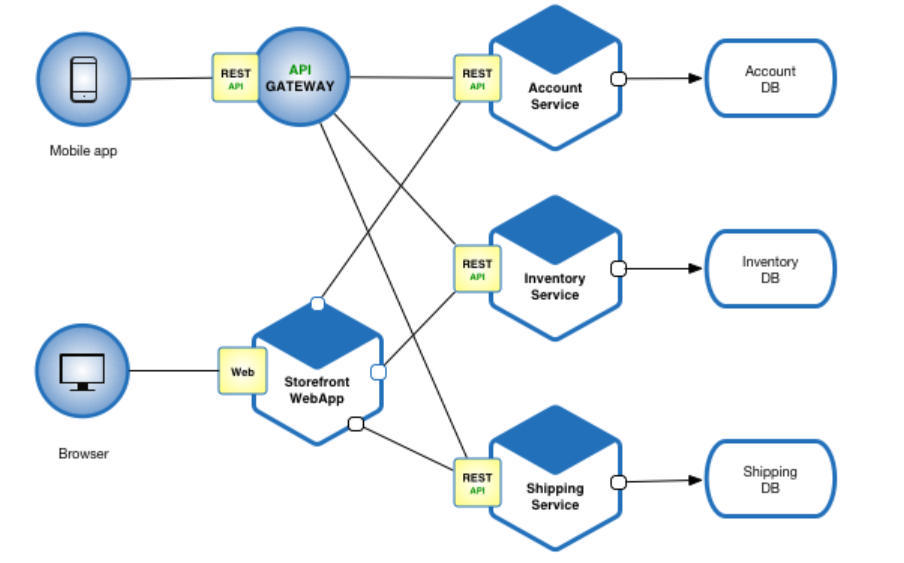 Mobile app
REST
API
API
GATEWAY
REST
API
Account
Service
Account
DB
REST
API
Inventory
Service
Inventory
DB
Browser
Web
Storefront
WebApp
REST
API
Shipping
Service
Shipping
DB